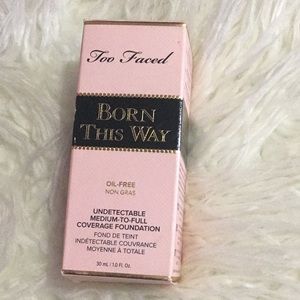 Too Faced
BORN
THIS WAY
OIL-FREE
NON GRAS
UNDETECTABLE
MEDIUM-TO-FULL
COVERAGE FOUNDATION
FOND DE TEINT
INDÉTECTABLE COUVRANCE
MOYENNE À TOTALE
30 mL / 1.0 Fl. Oz.